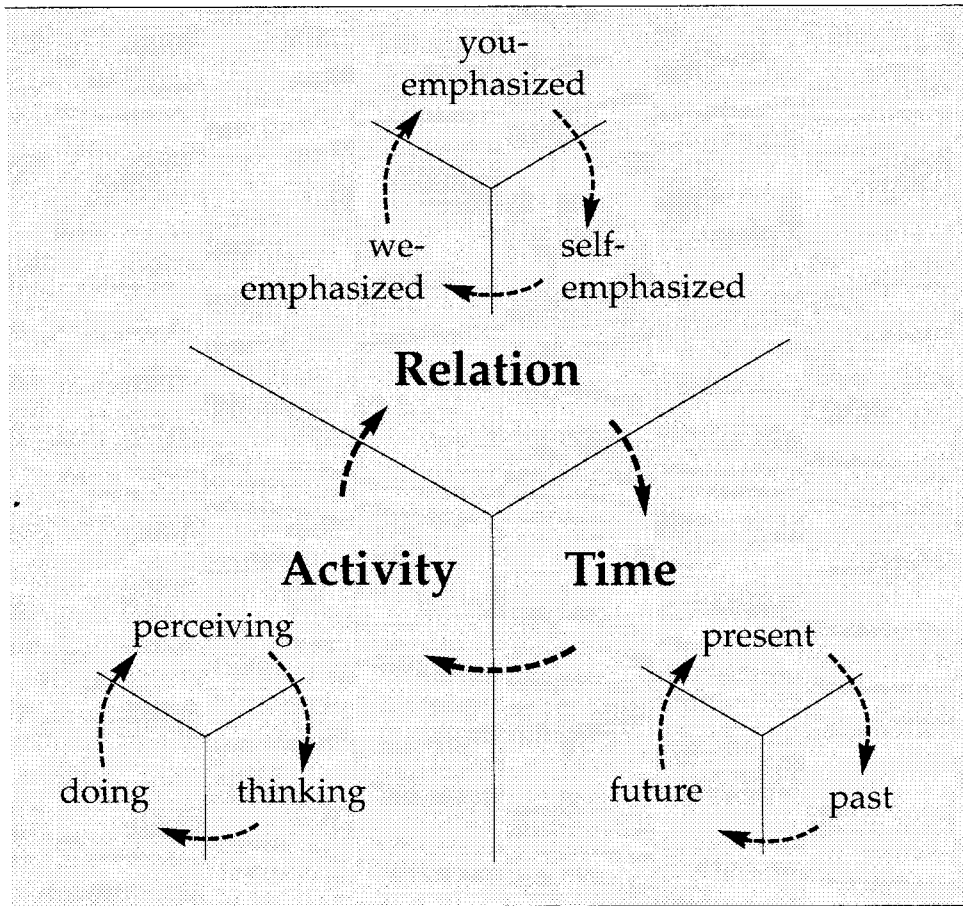 you-
emphasized
we-
emphasized
self-
emphasized
Relation
Activity
Time
perceiving
doing
thinking
present
future
past